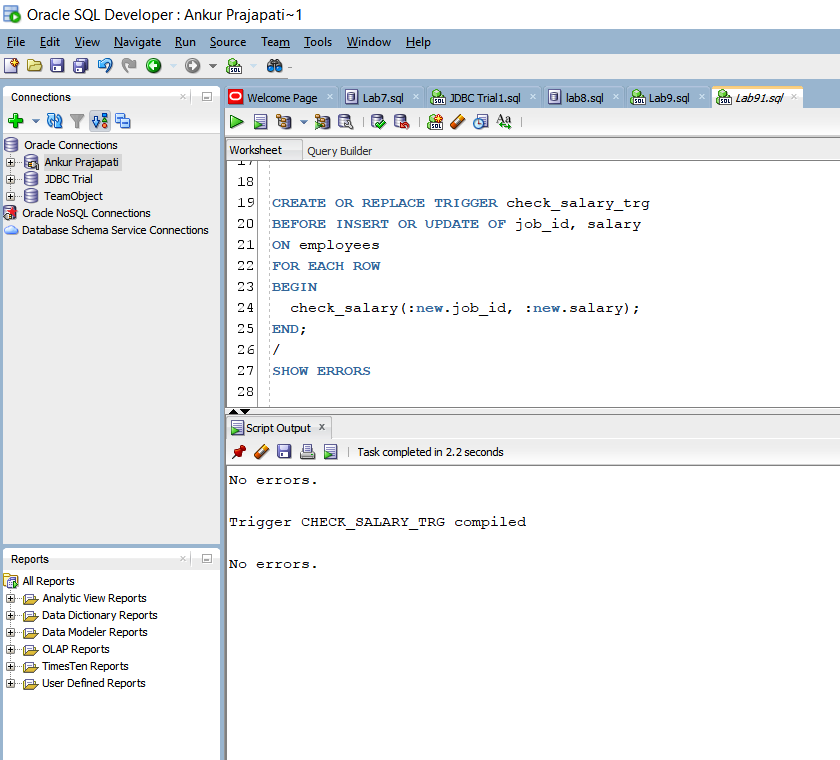 Oracle SQL Developer : Ankur Prajapati~1
File Edit View Navigate Run Source Team Tools Window Help
Connections
Oracle Connections
Ankur Prajapati
JDBC Trial
TeamObject
Oracle NoSQL Connections
Database Schema Service Connections
Reports
All Reports
Analytic View Reports
Data Dictionary Reports
Data Modeler Reports
OLAP Reports
TimesTen Reports
User Defined Reports
Welcome Page Lab7.sql JDBC Trial1.sql lab8.sql Lab9.sql Lab91.sql
Worksheet Query Builder
17
18
19 CREATE OR REPLACE TRIGGER check_salary_trg
20 BEFORE INSERT OR UPDATE OF job_id, salary
21 ON employees
22 FOR EACH ROW
23 BEGIN
24 check_salary(:new.job_id, :new.salary);
25 END;
26 /
27 SHOW ERRORS
28
Script Output x
Task completed in 2.2 seconds
No errors.
Trigger CHECK_SALARY_TRG compiled
No errors.